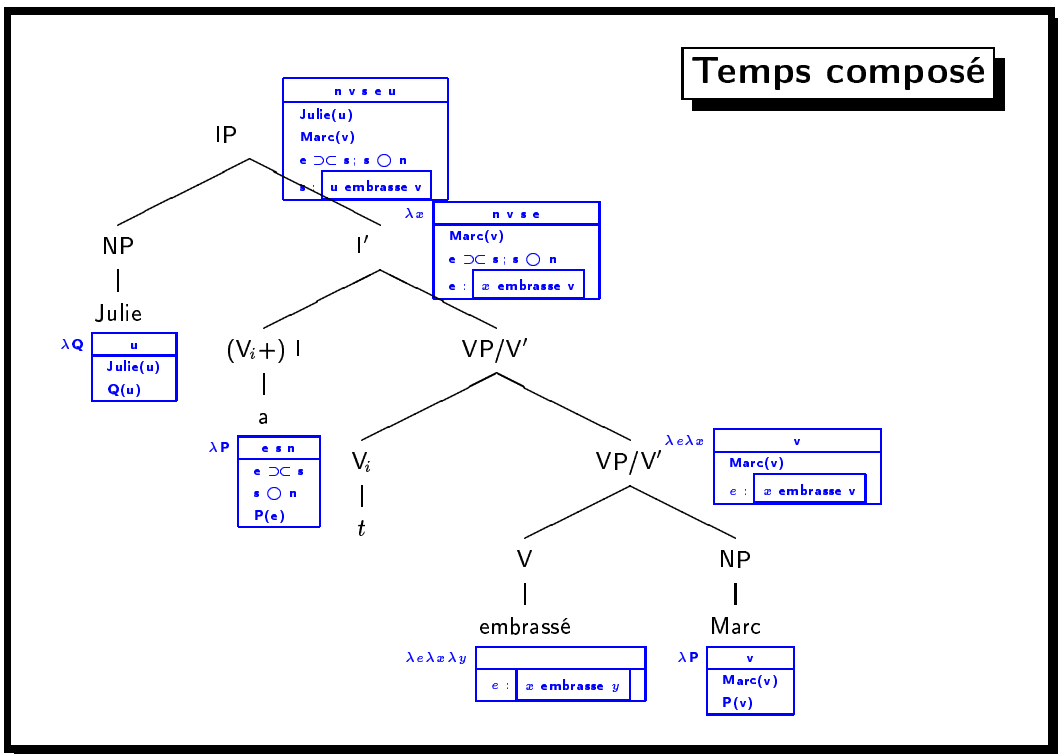 Temps composé
n v s e u
IP
Julie(u)
Marc(v)
e ⊃⊂ s ; s ◯ n
s : u embrasse v
NP
I′
λx
n v s e
Marc(v)
e ⊃⊂ s ; s ◯ n
e : x embrasse v
Julie
λQ
u
Julie(u)
Q(u)
(Vᵢ+) I
VP/V′
a
λP
e s n
e ⊃⊂ s
s ◯ n
P(e)
Vᵢ
t
VP/V′
λeλx
v
Marc(v)
e : x embrasse v
V
NP
embrassé
Marc
λeλxλy
e : x embrasse y
λP
v
Marc(v)
P(v)